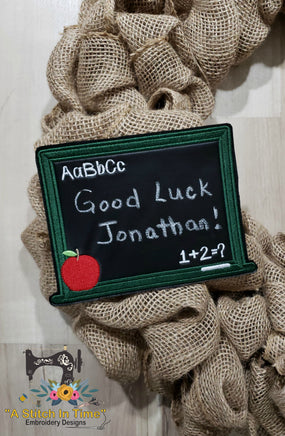 AaBbCc
Good Luck
Jonathan!
1+2=?
"A Stitch In Time"
Embroidery Designs